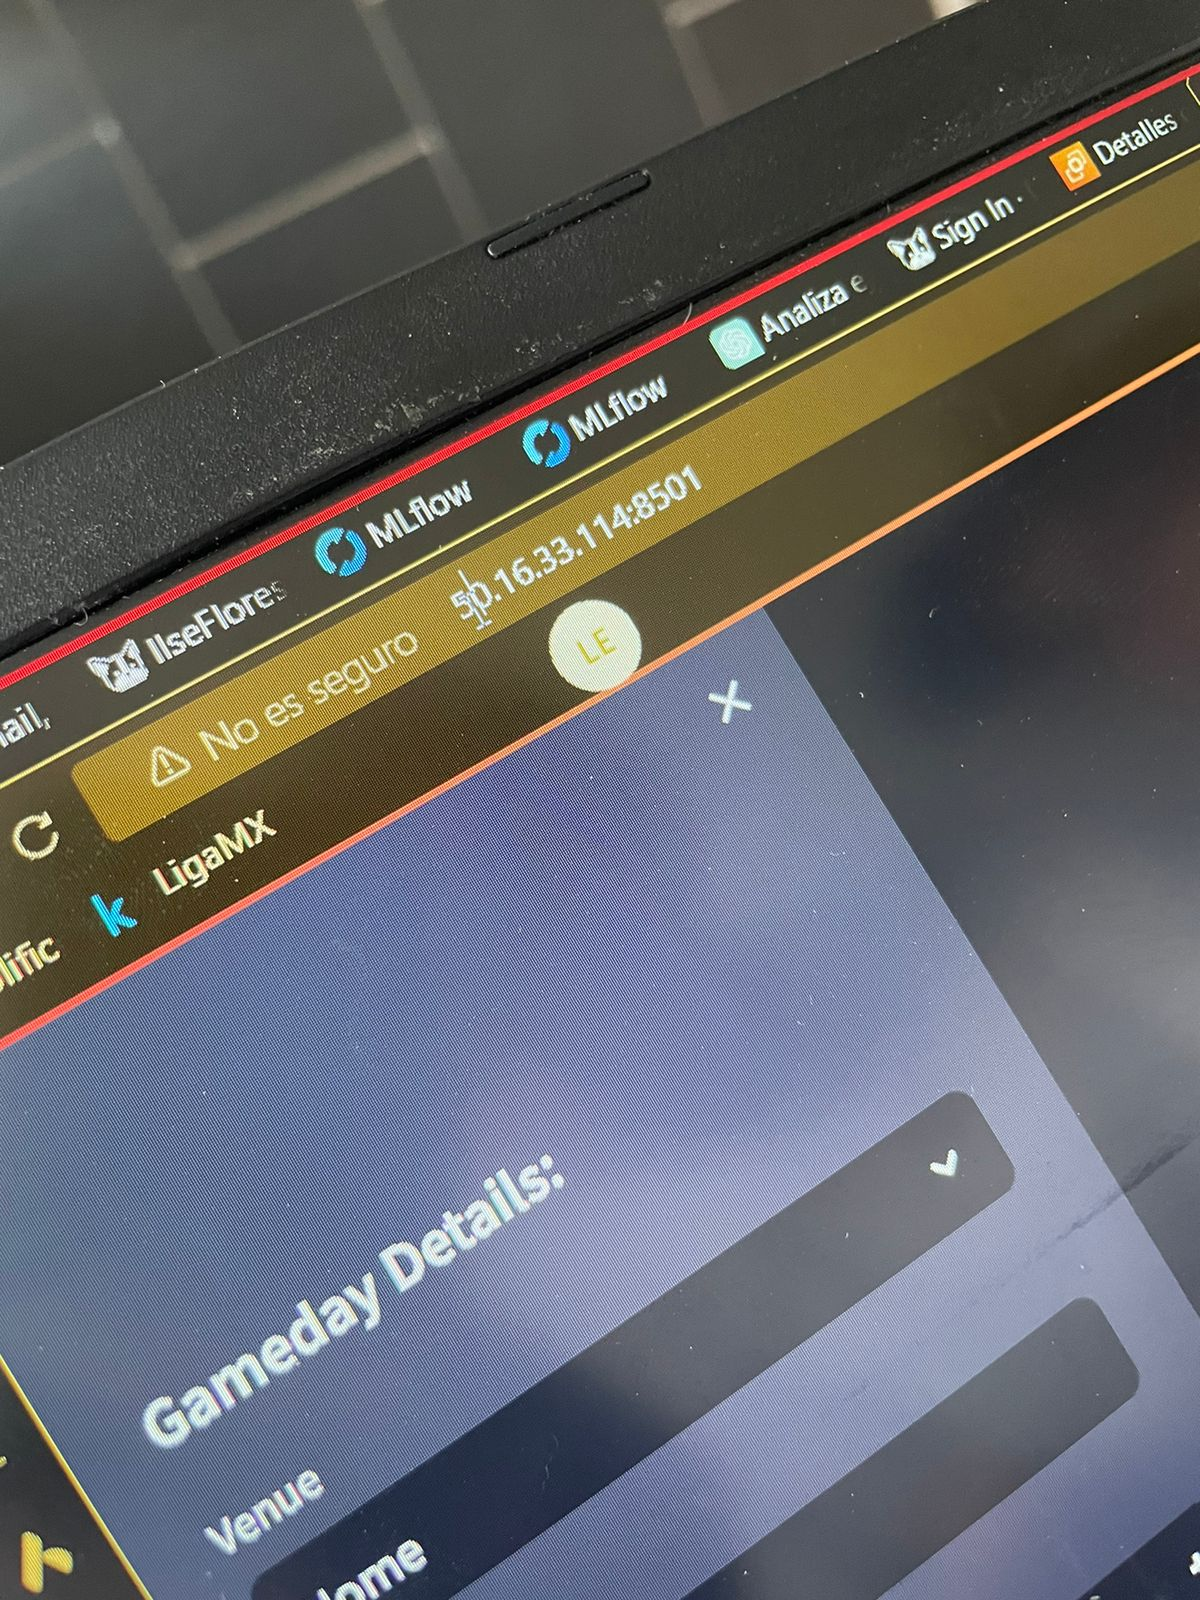 ail,
IlseFlores
MLflow
MLflow
Analiza e
Sign In ·
Detalles
No es seguro
50.16.33.114:8501
lific
k
LigaMX
LE
Gameday Details:
Venue
Home